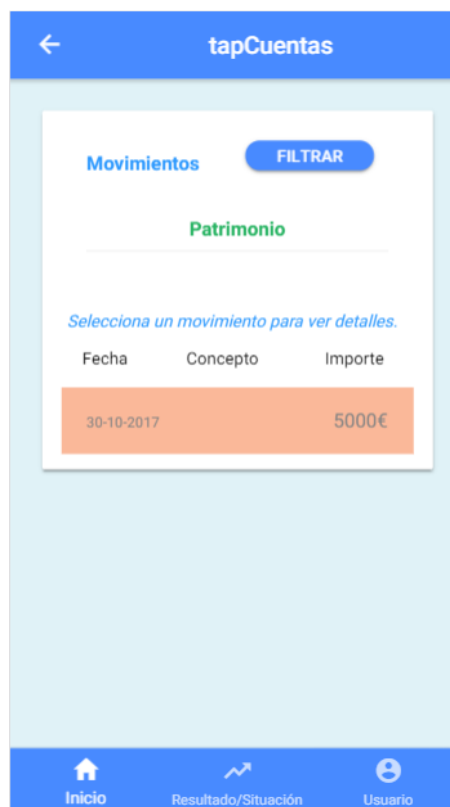 tapCuentas
Movimientos FILTRAR
Patrimonio
Selecciona un movimiento para ver detalles.
Fecha Concepto Importe
30-10-2017 5000€
Inicio Resultado/Situación Usuario